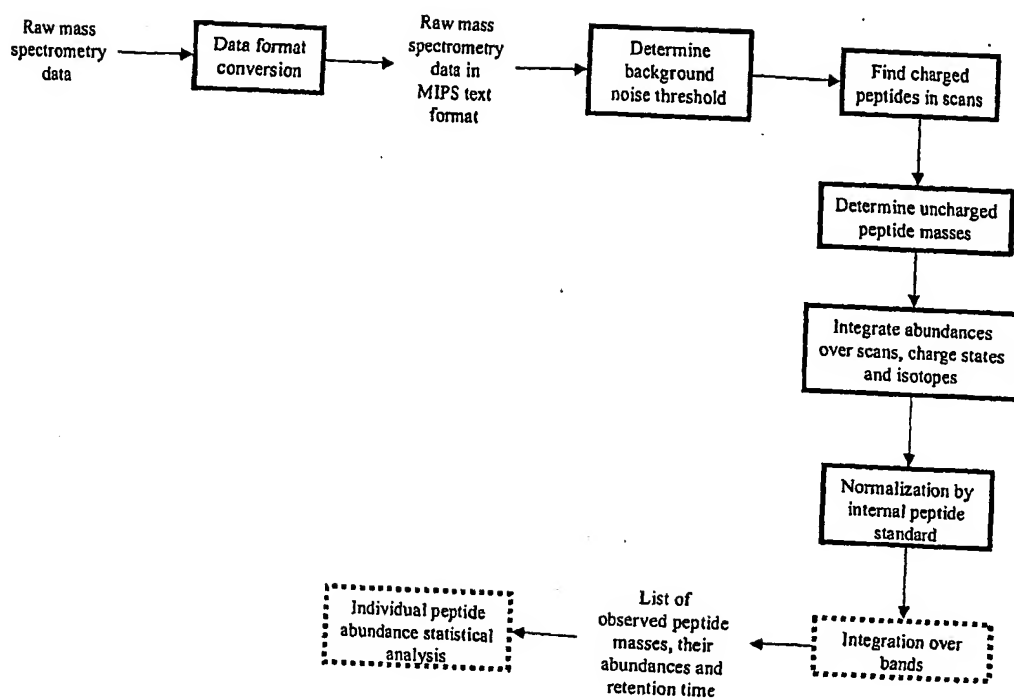 Raw mass
spectrometry
data
Data format
conversion
Raw mass
spectrometry
data in
MIPS text
format
Determine
background
noise threshold
Find charged
peptides in scans
Determine uncharged
peptide masses
Integrate abundances
over scans, charge states
and isotopes
Normalization by
internal peptide
standard
Integration over
bands
List of
observed peptide
masses, their
abundances and
retention time
Individual peptide
abundance statistical
analysis